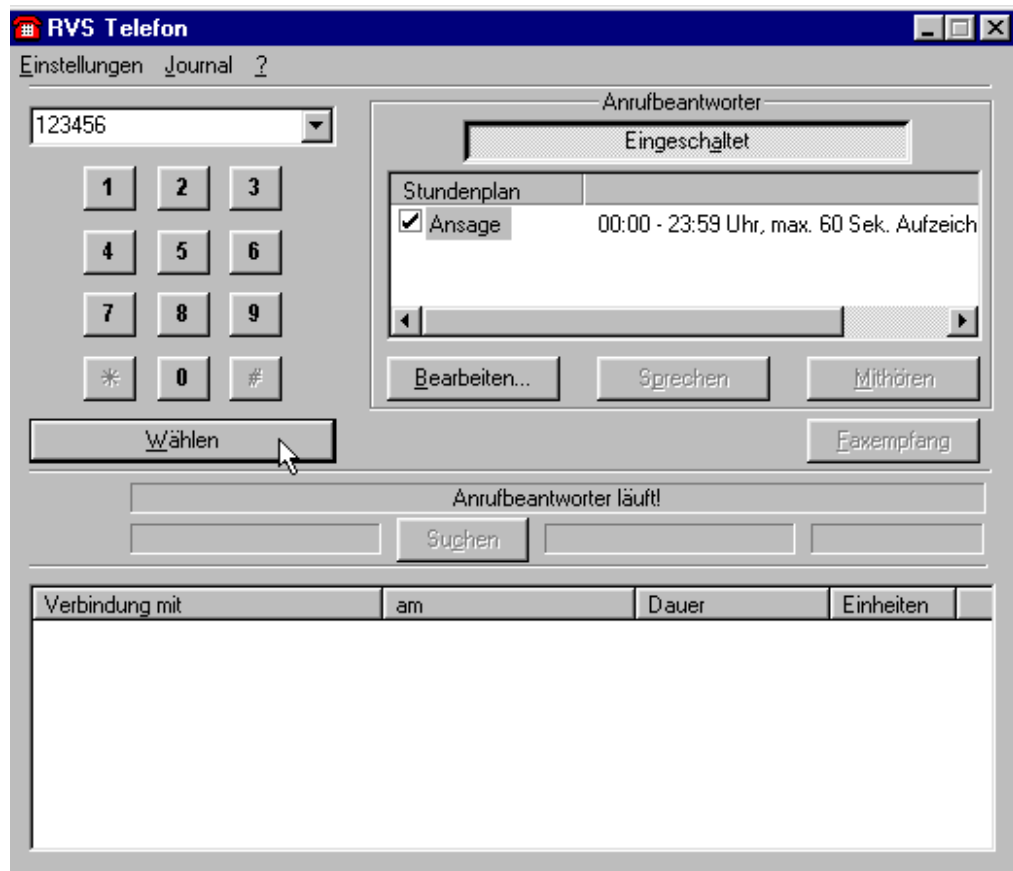 RVS Telefon
Einstellungen Journal ?
123456
1 2 3
4 5 6
7 8 9
* 0 #
Wählen
Anrufbeantworter
Eingeschaltet
Stundenplan
Ansage 00:00 - 23:59 Uhr, max. 60 Sek. Aufzeich
Bearbeiten... Sprechen Mithören
Faxempfang
Anrufbeantworter läuft!
Suchen
Verbindung mit am Dauer Einheiten